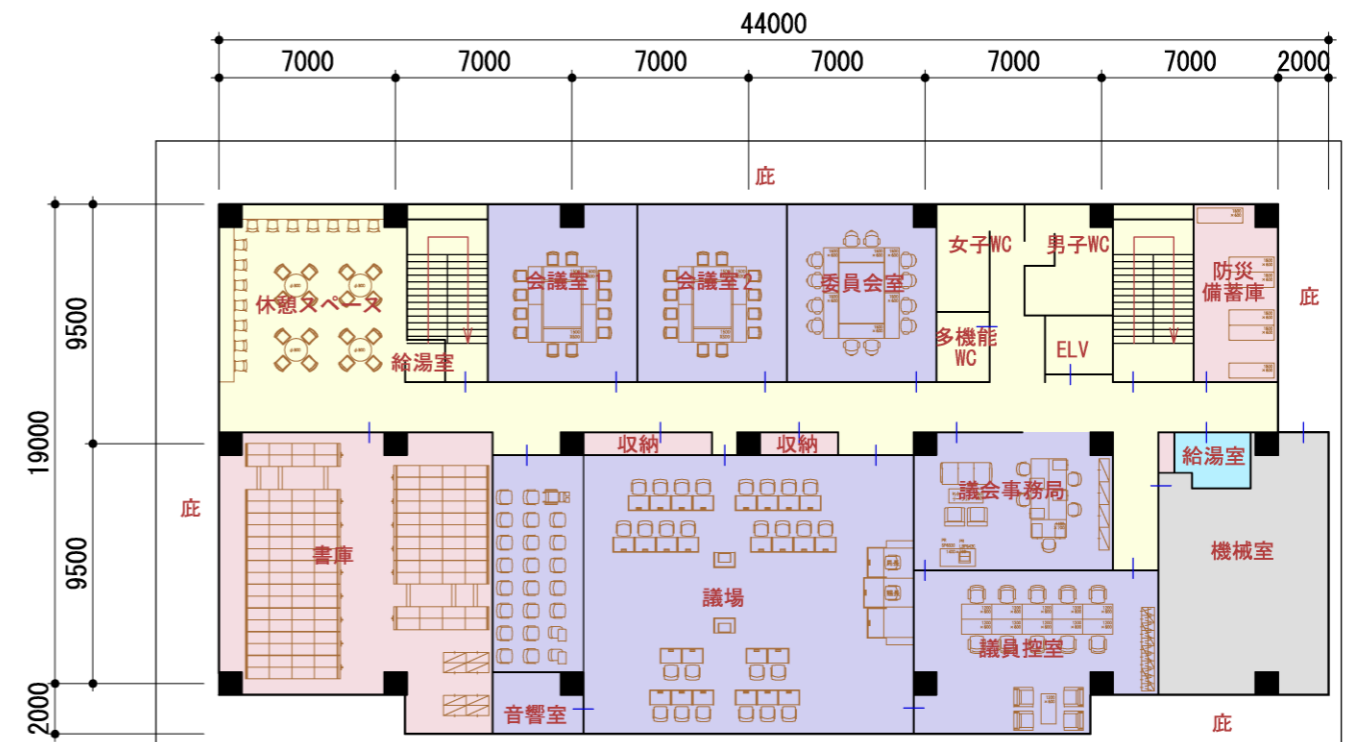 44000
7000 7000 7000 7000 7000 7000 2000
庇
女子WC 男子WC
会議室1 会議室2 委員会室
防災
備蓄庫
庇
休憩スペース
9500
多機能
WC
ELV
給湯室
19000
収納 収納
給湯室
議会事務局
庇
書庫
機械室
9500
議場
議員控室
音響室
2000
庇